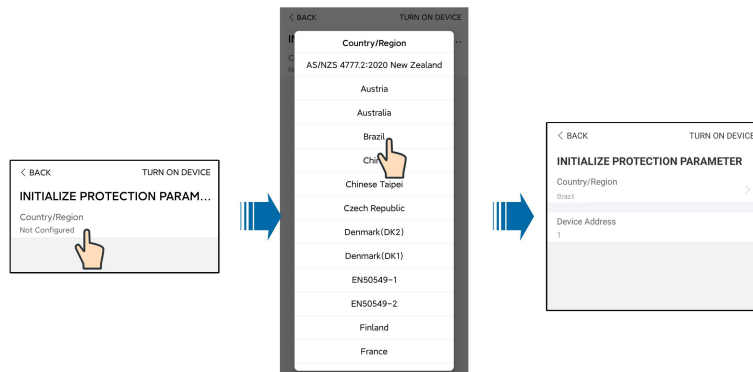 < BACK TURN ON DEVICE
INITIALIZE PROTECTION PARAM...
Country/Region
Not Configured
< BACK TURN ON DEVICE
Country/Region
AS/NZS 4777.2:2020 New Zealand
Austria
Australia
Brazil
Chinese Taipei
Czech Republic
Denmark(DK2)
Denmark(DK1)
EN50549-1
EN50549-2
Finland
France
< BACK TURN ON DEVICE
INITIALIZE PROTECTION PARAMETER
Country/Region
Brazil
Device Address
1